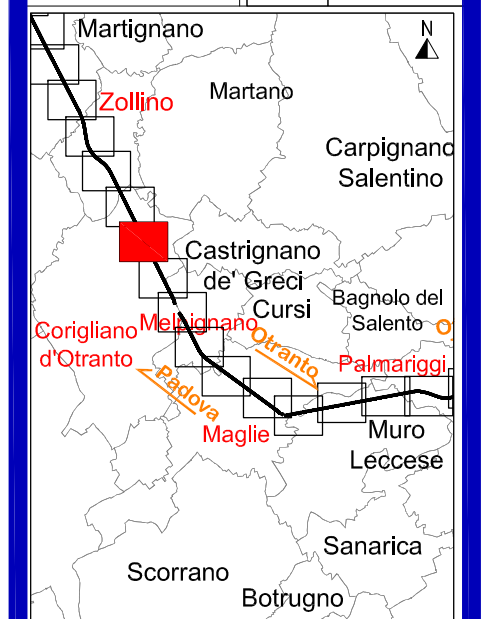 Martignano
N
Zollino
Martano
Carpignano
Salentino
Castrignano
de' Greci
Cursi
Bagnolo del
Salento
Corigliano
d'Otranto
Melpignano
Otranto
Palmariggi
Padova
Maglie
Muro
Leccese
Sanarica
Scorrano
Botrugno